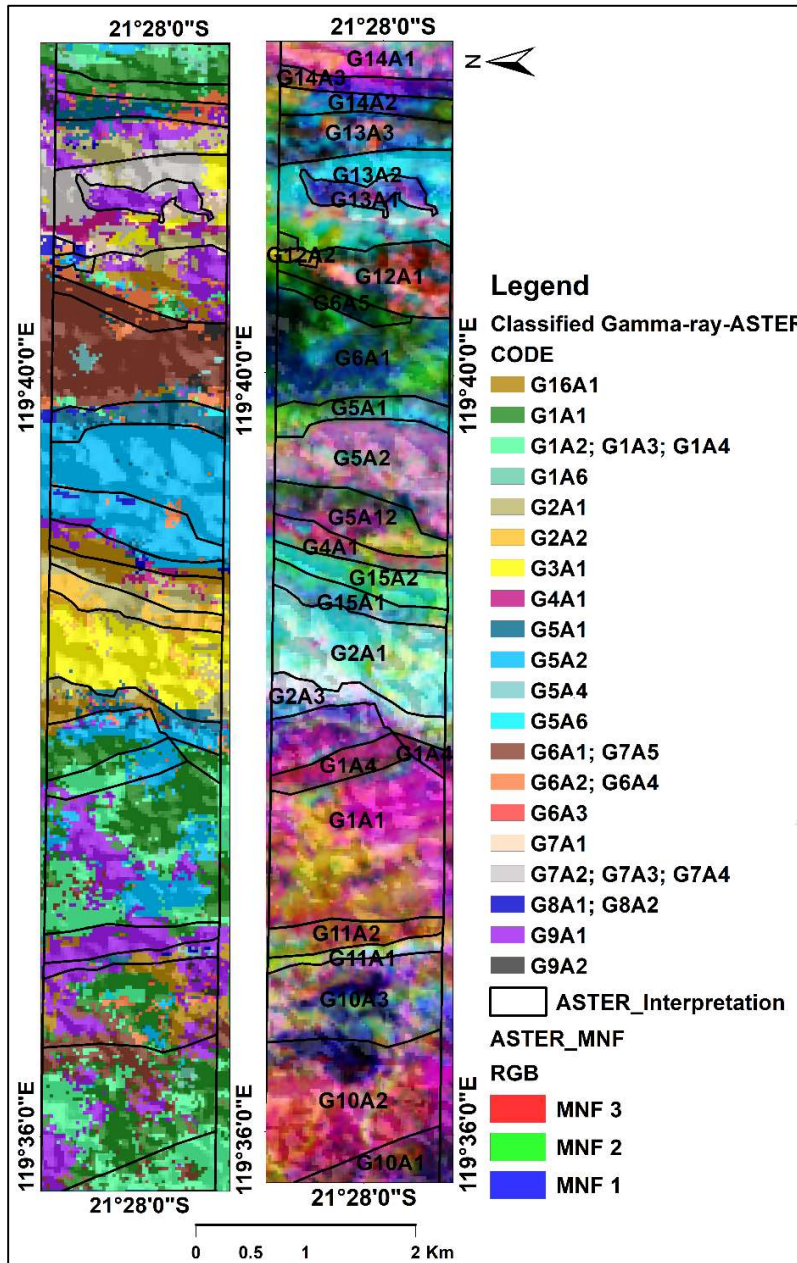 21°28'0"S
21°28'0"S
N
G14A1
G14A3
G14A2
G13A3
G13A2
G13A1
G12A2
G12A1
G6A5
G6A1
G5A1
G5A2
G5A12
G4A1
G15A2
G15A1
G2A1
G2A3
G1A4
G1A4
G1A1
G11A2
G11A1
G10A3
G10A2
G10A1
119°40'0"E
119°40'0"E
119°40'0"E
119°36'0"E
119°36'0"E
119°36'0"E
21°28'0"S
21°28'0"S
0 0.5 1 2 Km
Legend
Classified Gamma-ray-ASTER
CODE
G16A1
G1A1
G1A2; G1A3; G1A4
G1A6
G2A1
G2A2
G3A1
G4A1
G5A1
G5A2
G5A4
G5A6
G6A1; G7A5
G6A2; G6A4
G6A3
G7A1
G7A2; G7A3; G7A4
G8A1; G8A2
G9A1
G9A2
ASTER_Interpretation
ASTER_MNF
RGB
MNF 3
MNF 2
MNF 1